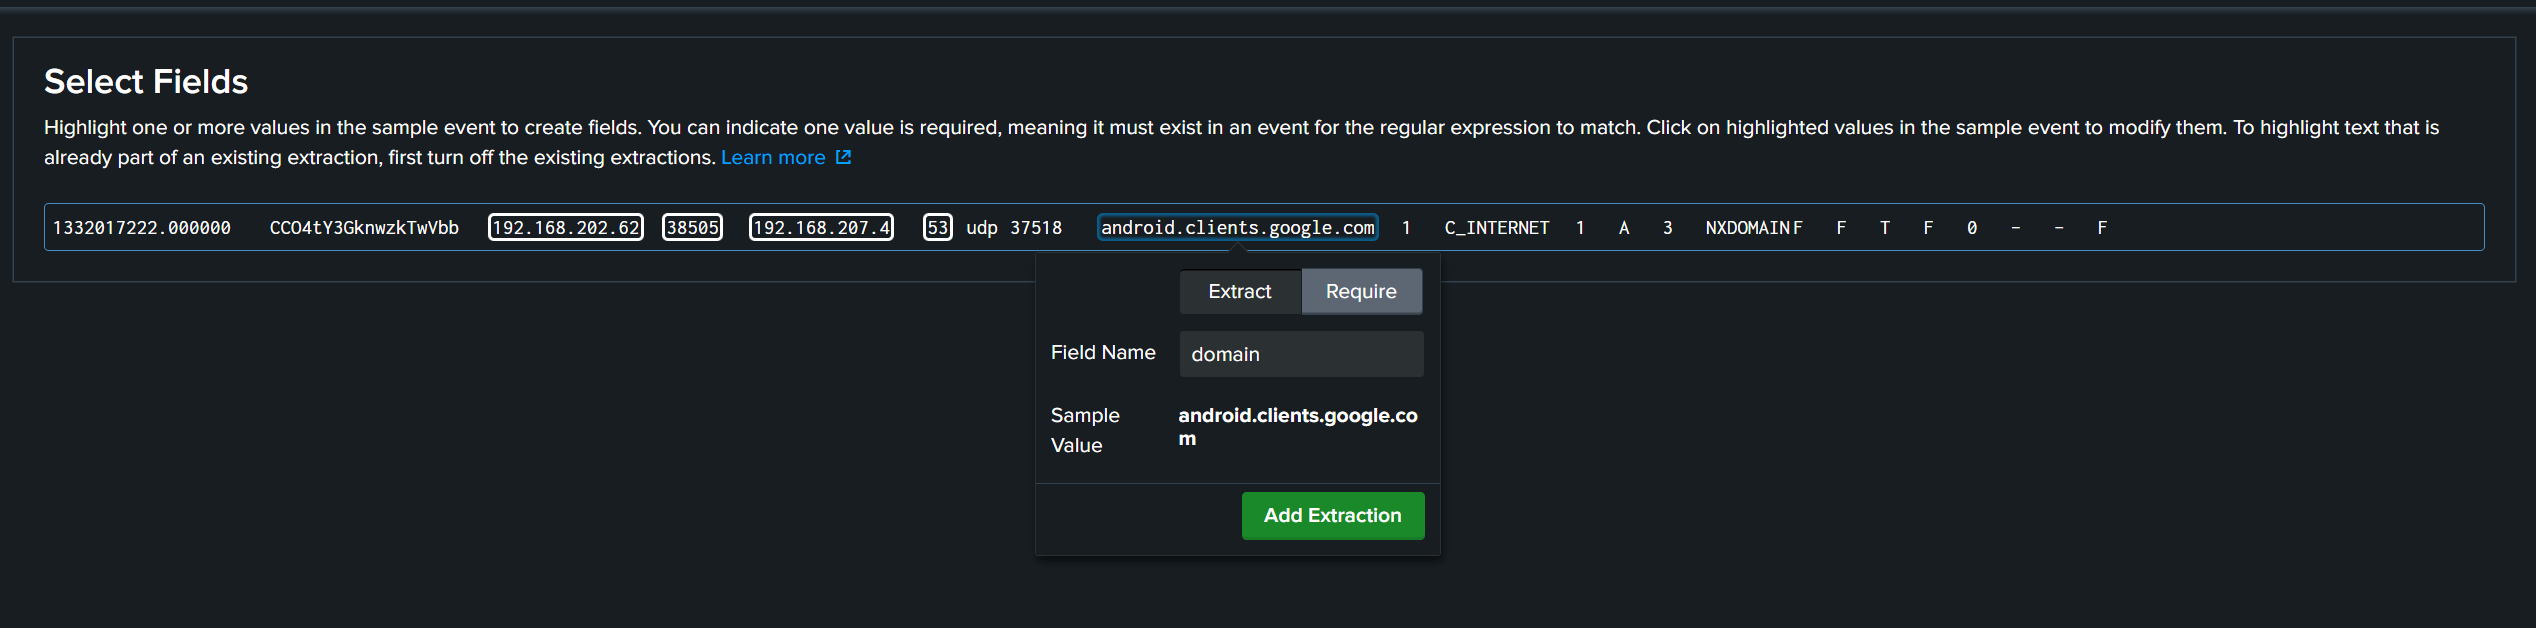 Select Fields
Highlight one or more values in the sample event to create fields. You can indicate one value is required, meaning it must exist in an event for the regular expression to match. Click on highlighted values in the sample event to modify them. To highlight text that is
already part of an existing extraction, first turn off the existing extractions. Learn more
1332017222.000000 CCO4tY3GknwzkTwVbb 192.168.202.62 38505 192.168.207.4 53 udp 37518 android.clients.google.com 1 C_INTERNET 1 A 3 NXDOMAIN F F T F 0 - - F
Extract Require
Field Name domain
Sample android.clients.google.co
Value m
Add Extraction